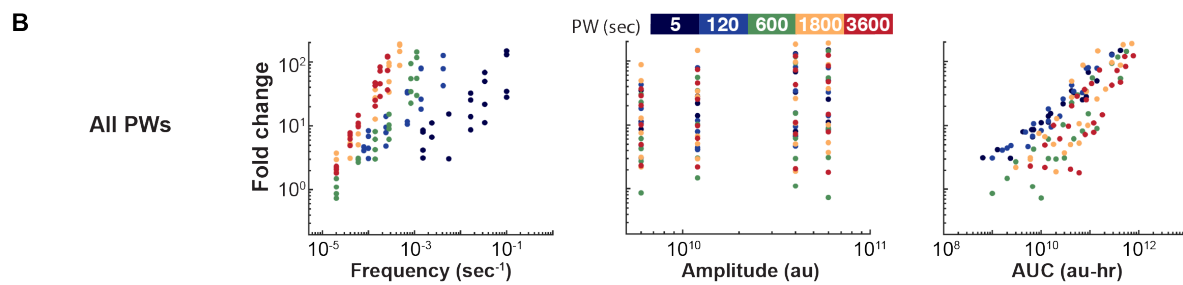 B
PW (sec) 5 120 600 1800 3600
All PWs
Fold change
10²
10¹
10⁰
10⁻⁵ 10⁻³ 10⁻¹
Frequency (sec⁻¹)
10¹⁰ 10¹¹
Amplitude (au)
10⁸ 10¹⁰ 10¹²
AUC (au-hr)